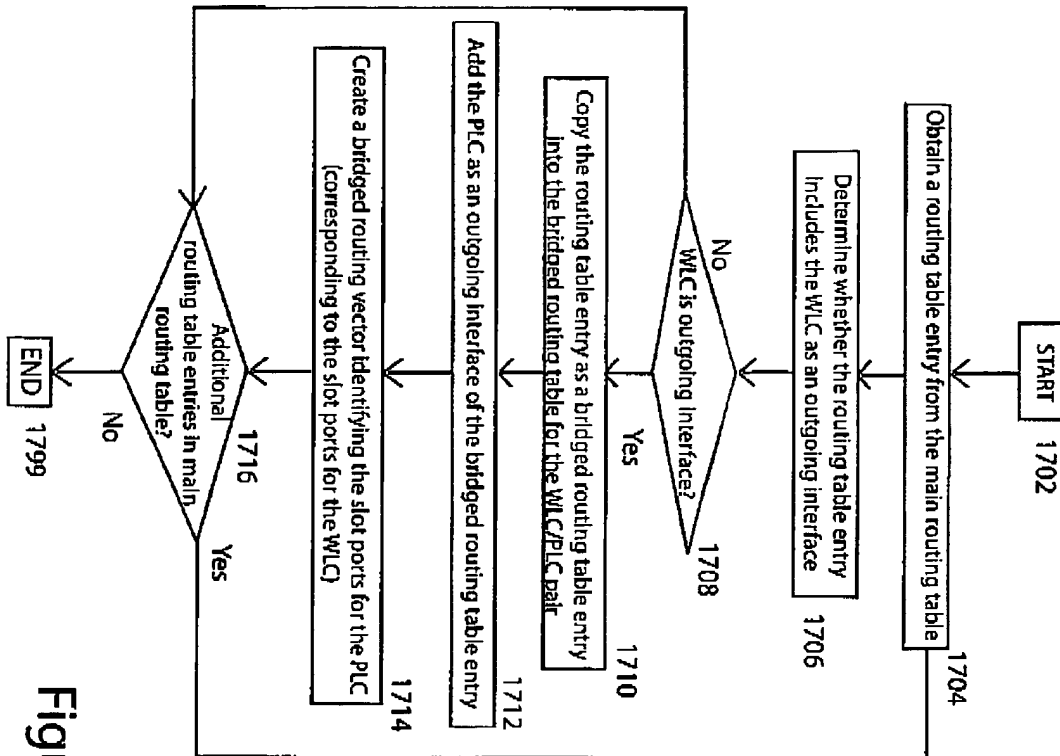 START
1702
Obtain a routing table entry from the main routing table
1704
Determine whether the routing table entry
includes the WLC as an outgoing interface
1706
WLC is outgoing interface?
1708
No
Yes
Copy the routing table entry as a bridged routing table entry
into the bridged routing table for the WLC/PLC pair
1710
Add the PLC as an outgoing interface of the bridged routing table entry
1712
Create a bridged routing vector identifying the slot ports for the PLC
(corresponding to the slot ports for the WLC)
1714
Additional
routing table entries in main
routing table?
1716
Yes
No
END
1799